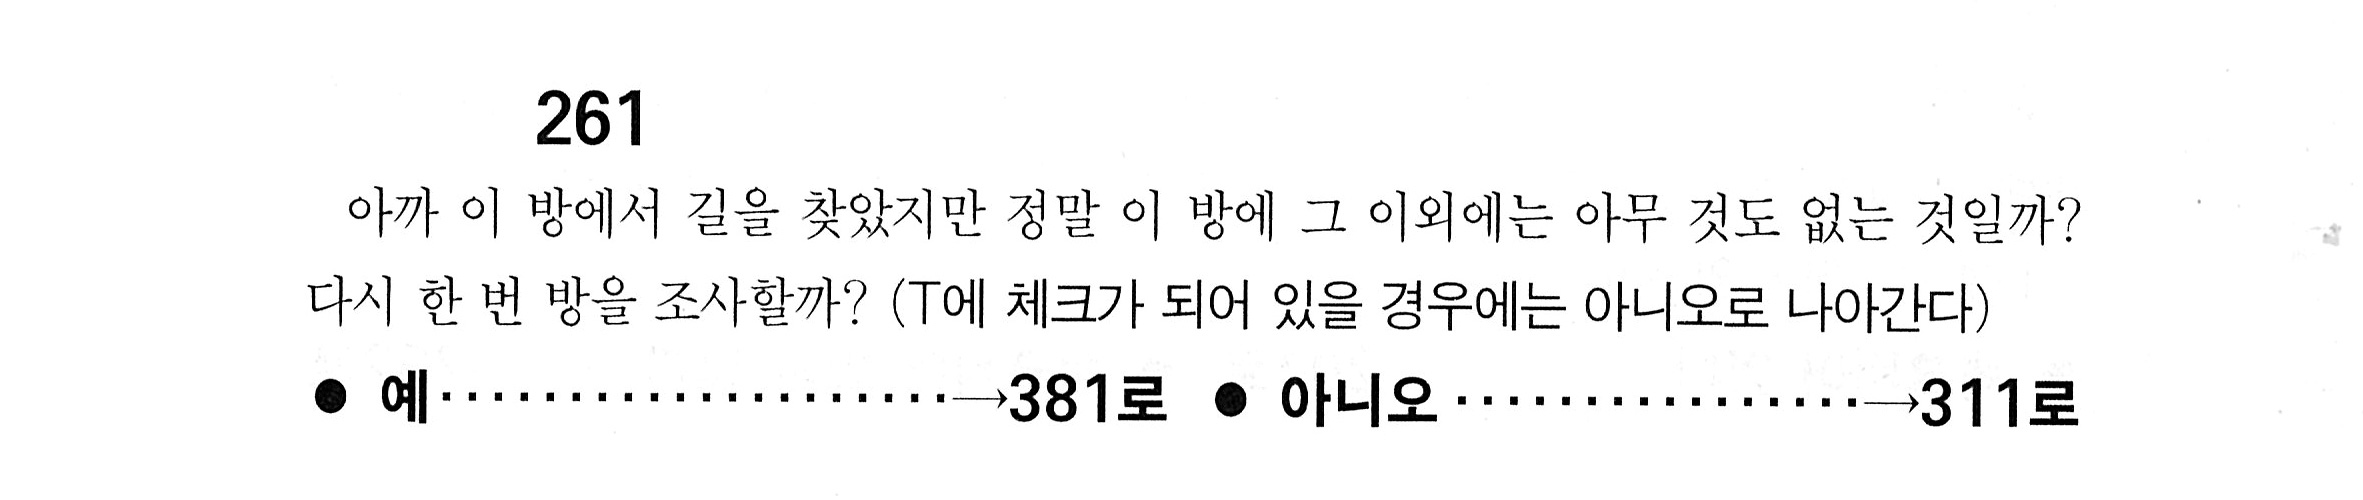 261
아까 이 방에서 길을 찾았지만 정말 이 방에 그 이외에는 아무 것도 없는 것일까?
다시 한 번 방을 조사할까? (T에 체크가 되어 있을 경우에는 아니오로 나아간다)
● 예····················→381로 ● 아니오················→311로